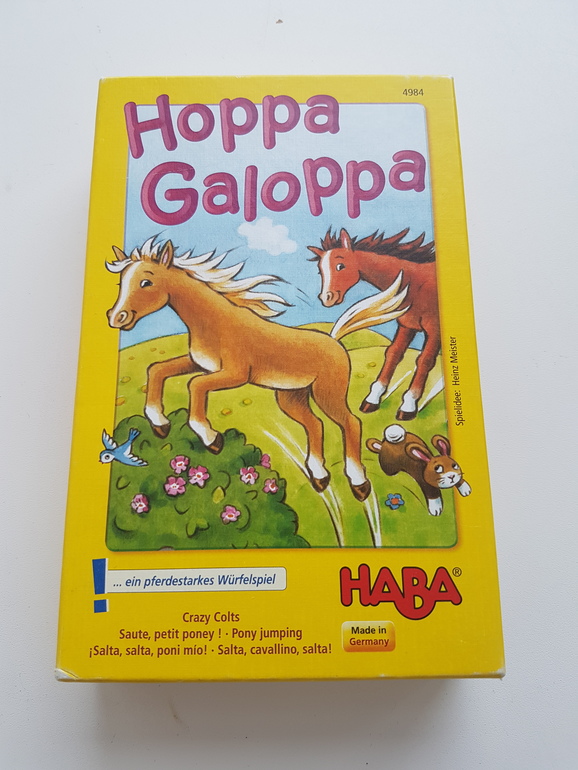 4984
Hoppa
Galoppa
Spielidee: Heinz Meister
... ein pferdestarkes Würfelspiel
HABA®
Crazy Colts
Saute, petit poney ! · Pony jumping
¡Salta, salta, poni mío! · Salta, cavallino, salta!
Made in
Germany